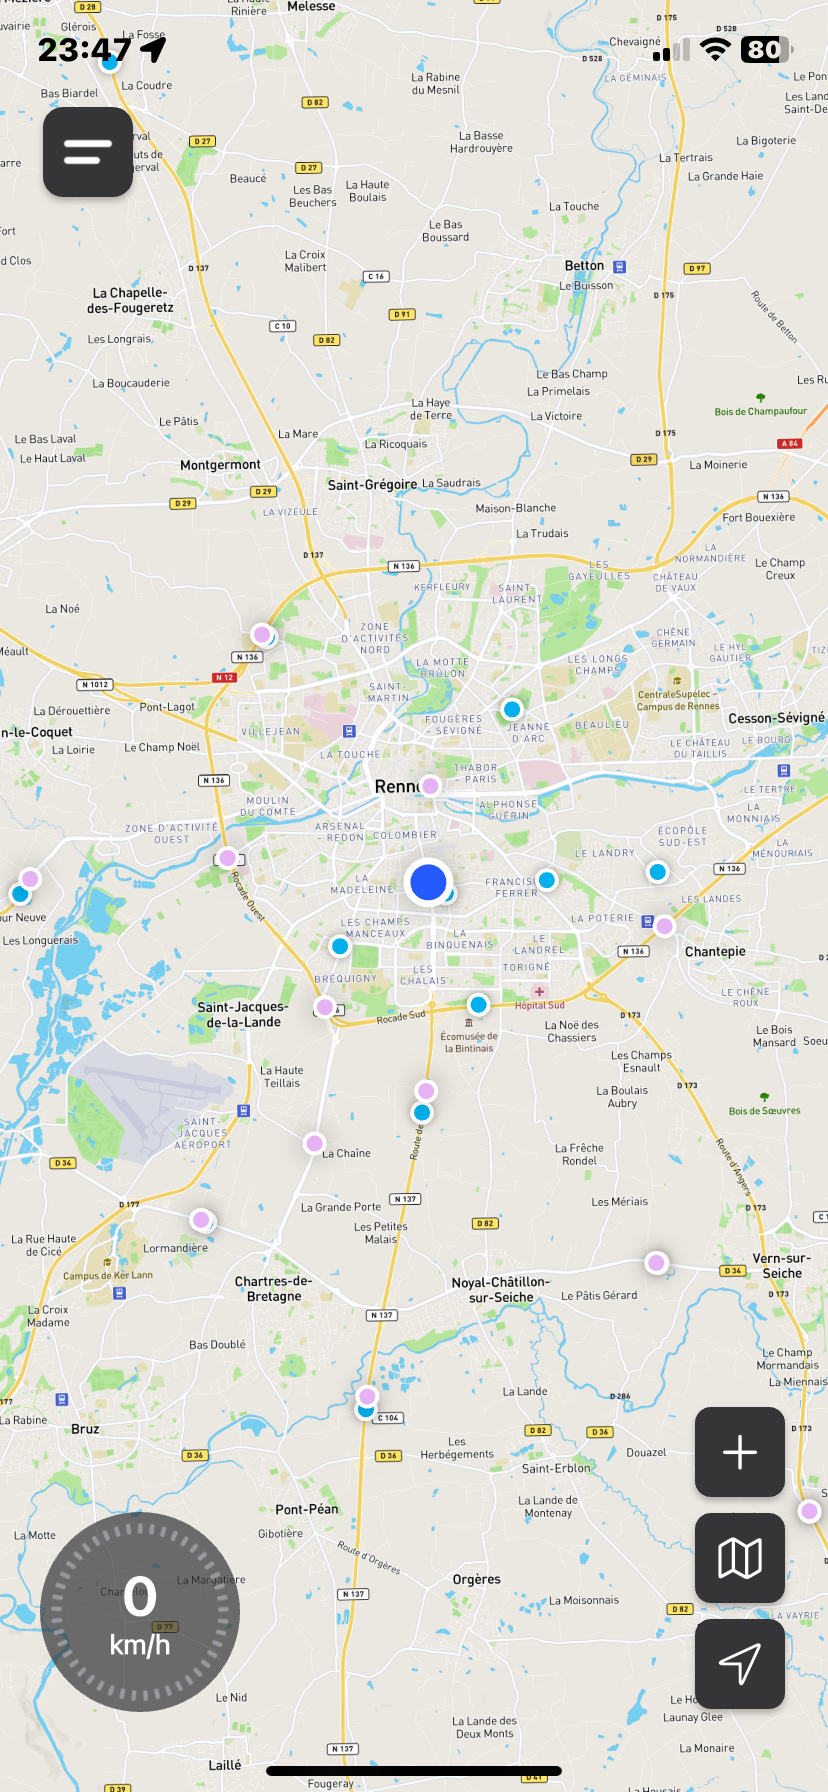 D 28
Melesse
Rivière
D 175
Glérois
La Fosse
D 528
Chevaigné
23:47
80
D 528
La Rabine
du Mesnil
LA GÉMINAIS
La Coudre
Bas Biardel
D 82
La Bigoterie
D 27
La Basse
Hardrouyère
La Tertrais
D 27
La Grande Haie
Beaucé
Les Bas
Beuchers
La Haute
Boulais
La Touche
Le Bas
Boussard
La Croix
Malibert
Betton
D 137
D 97
C 16
Le Buisson
La Chapelle-
des-Fougeretz
D 175
Route de Betton
D 91
C 10
Les Longrais
D 82
Le Bas Champ
La Boucauderie
La Primelais
Bois de Champaufour
La Haye
de Terre
Le Pâtis
La Victoire
La Mare
D 175
Le Bas Laval
La Ricoquais
A 84
Le Haut Laval
D 29
Montgermont
La Moinerie
Saint-Grégoire
La Saudrais
D 29
D 29
N 136
LA VIZEULE
Maison-Blanche
Fort Bouexière
La Trudais
D 137
LA
NORMANDIÈRE
N 136
LES
GAYEULLES
Le Champ
Creux
KERFLEURY
SAINT-
LAURENT
CHÂTEAU
DE VAUX
La Noé
ZONE
D'ACTIVITÉS
NORD
CHÊNE
GERMAIN
LE HYL
GAUTIER
Méault
N 136
LA MOTTE
BRÛLON
LES LONGS
CHAMPS
N 12
N 1012
SAINT-
MARTIN
CentraleSupélec –
Campus de Rennes
Pont-Lagot
La Dérouettière
FOUGÈRES
– SÉVIGNÉ
JEANNE
D'ARC
BEAULIEU
Cesson-Sévigné
n-le-Coquet
VILLEJEAN
LE BOURG
La Loirie
Le Champ Noël
LA TOUCHE
LE CHÂTEAU
DU TAILLIS
THABOR
– PARIS
N 136
Renn
LE TERTRE
MOULIN
DU COMTE
ALPHONSE
GUÉRIN
LA
MONNIAIS
ZONE D'ACTIVITÉ
OUEST
ARSENAL
– REDON
COLOMBIER
ÉCOPÔLE
SUD-EST
LA
MÉNOURIAIS
LE LANDRY
N 136
Rocade Ouest
LA
MADELEINE
FRANCIS
FERRER
LES LANDES
our Neuve
LES CHAMPS
MANCEAUX
LA POTERIE
Les Longuerais
LA
BINQUENAIS
LE
LANDREL
N 136
Chantepie
BRÉQUIGNY
LES
CHALAIS
TORIGNÉ
LE CHÊNE
ROUX
Saint-Jacques-
de-la-Lande
Hôpital Sud
Rocade Sud
D 173
La Noë des
Chassiers
Écomusée de
la Bintinais
Le Bois
Mansard
Les Champs
Esnault
La Haute
Teillais
D 173
La Boulais
Aubry
Bois de Sœuvres
SAINT-
JACQUES
AÉROPORT
Route de
La Chaîne
La Frêche
Rondel
Route d'Angers
D 34
D 177
N 137
Les Mériais
D 173
La Grande Porte
Les Petites
Malais
D 82
La Rue Haute
de Cicé
Lormandière
Vern-sur-
Seiche
Campus de Ker Lann
D 34
Chartres-de-
Bretagne
Noyal-Châtillon-
sur-Seiche
Le Pâtis Gérard
D 173
La Croix
Madame
N 137
Bas Doublé
Le Champ
Mormandais
La Miennais
La Lande
D 286
177
La Rabine
C 104
Bruz
D 82
D 36
D 173
D 36
D 36
Les
Herbégements
Douazel
Saint-Erblon
Pont-Péan
La Lande de
Montenay
La Motte
Gibotière
Route d'Orgères
La Margatière
Orgères
0
km/h
N 137
La Moisonnais
D 82
LA VAYRIE
D 77
Le Nid
Launay Glee
La Lande des
Deux Monts
N 137
La Monaire
Laillé
D 39
Fougeray
D 41
La Houssais